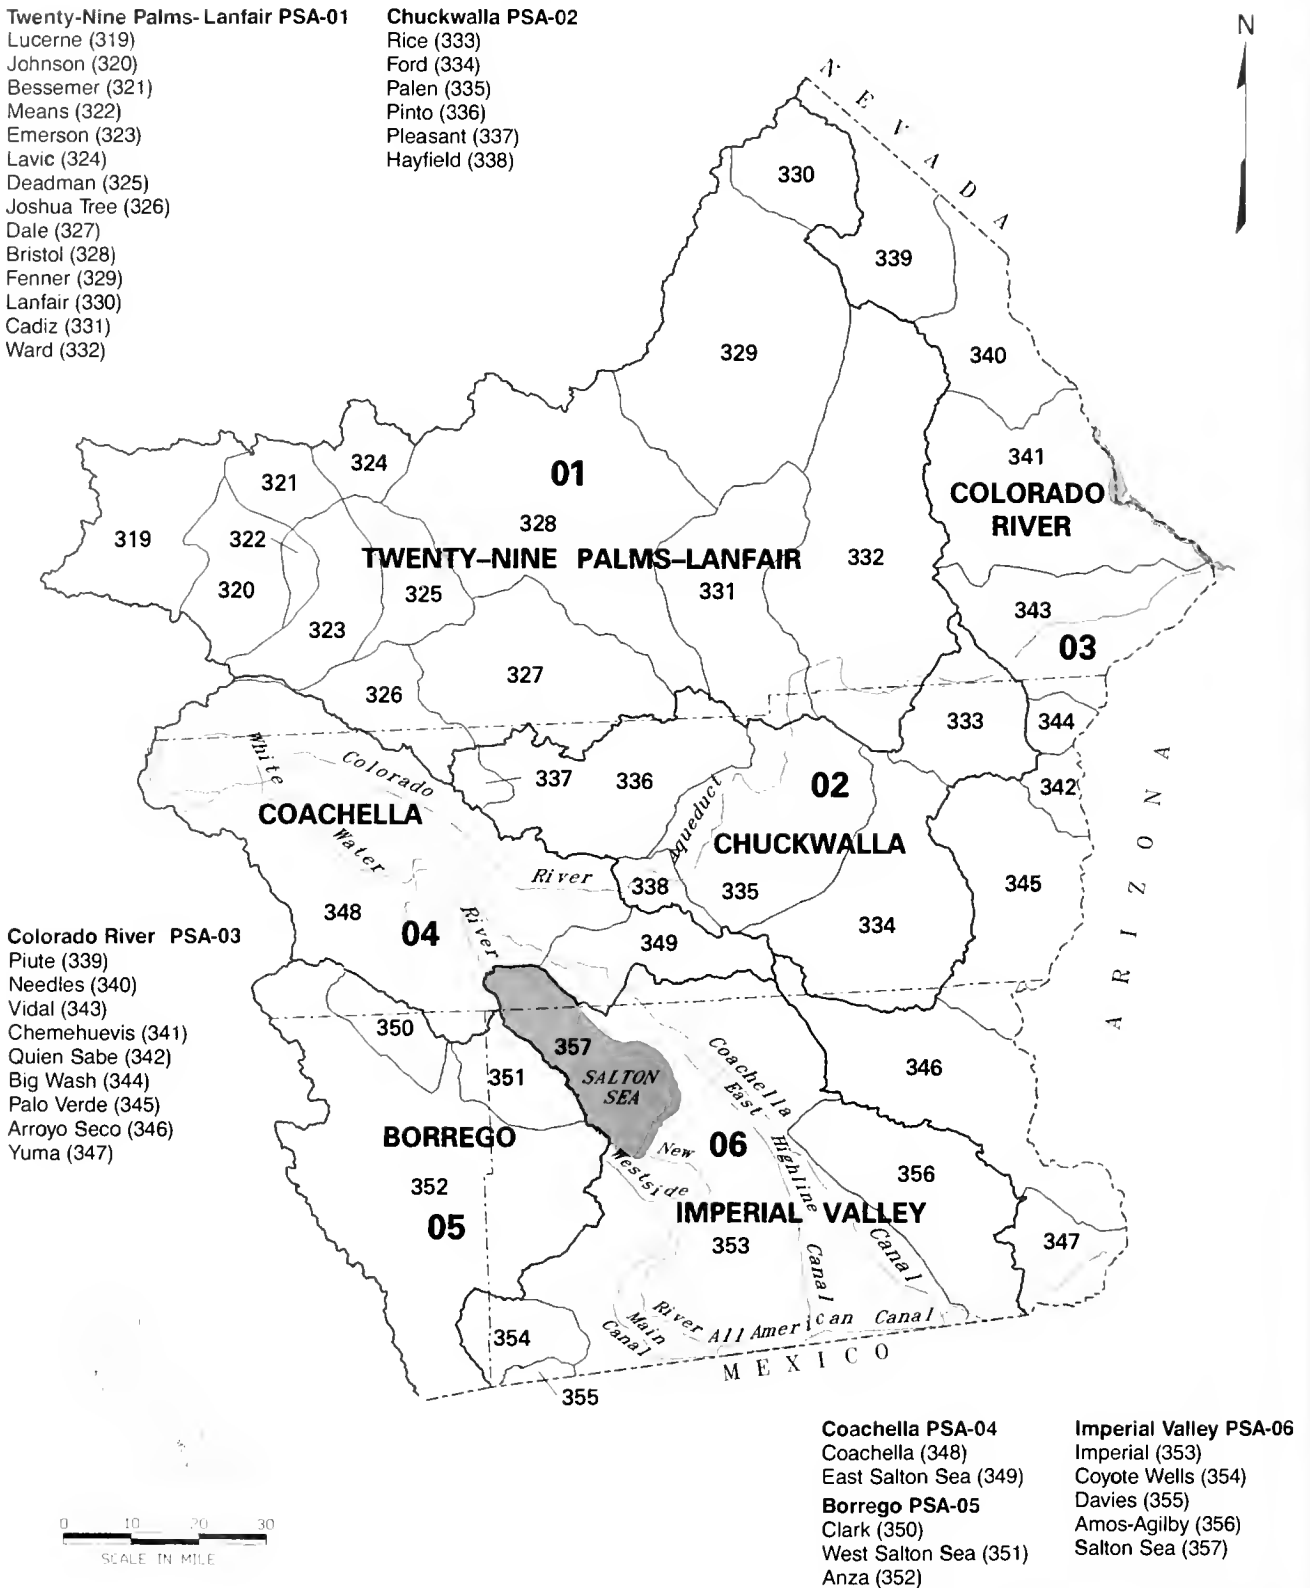 Twenty-Nine Palms-Lanfair PSA-01
Lucerne (319)
Johnson (320)
Bessemer (321)
Means (322)
Emerson (323)
Lavic (324)
Deadman (325)
Joshua Tree (326)
Dale (327)
Bristol (328)
Fenner (329)
Lanfair (330)
Cadiz (331)
Ward (332)
Chuckwalla PSA-02
Rice (333)
Ford (334)
Palen (335)
Pinto (336)
Pleasant (337)
Hayfield (338)
N
NEVADA
330
339
329
340
324
321
01
341
COLORADO
RIVER
319
322
328
TWENTY-NINE PALMS-LANFAIR
332
320
325
331
323
343
03
326
327
333
344
White
Colorado
337
336
02
342
COACHELLA
Aqueduct
CHUCKWALLA
ARIZONA
Water
River
338
335
345
348
River
04
349
334
Colorado River PSA-03
Piute (339)
Needles (340)
Vidal (343)
Chemehuevis (341)
Quien Sabe (342)
Big Wash (344)
Palo Verde (345)
Arroyo Seco (346)
Yuma (347)
350
357
SALTON
SEA
351
Coachella
East
346
BORREGO
New
06
Highline
Westside
356
352
05
IMPERIAL VALLEY
353
Canal
Canal
347
River
Main
Canal
All American Canal
354
MEXICO
355
Coachella PSA-04
Coachella (348)
East Salton Sea (349)
Borrego PSA-05
Clark (350)
West Salton Sea (351)
Anza (352)
Imperial Valley PSA-06
Imperial (353)
Coyote Wells (354)
Davies (355)
Amos-Agilby (356)
Salton Sea (357)
0 10 20 30
SCALE IN MILE